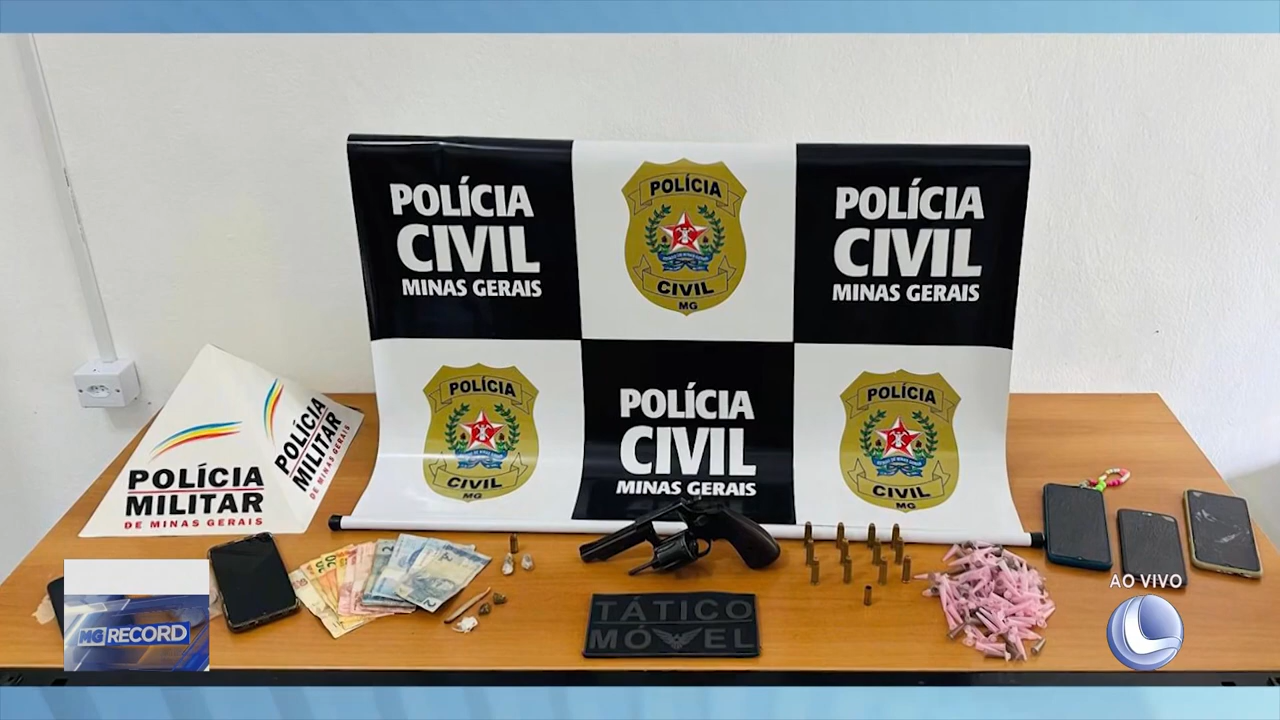 POLÍCIA
CIVIL
MINAS GERAIS
POLÍCIA
CIVIL
MG
POLÍCIA
CIVIL
MINAS GERAIS
POLÍCIA
CIVIL
MG
POLÍCIA
CIVIL
MINAS GERAIS
POLÍCIA
CIVIL
MG
POLÍCIA
MILITAR
DE MINAS GERAIS
POLÍCIA
MILITAR
DE MINAS GERAIS
TÁTICO
MÓVEL
MG RECORD
AO VIVO